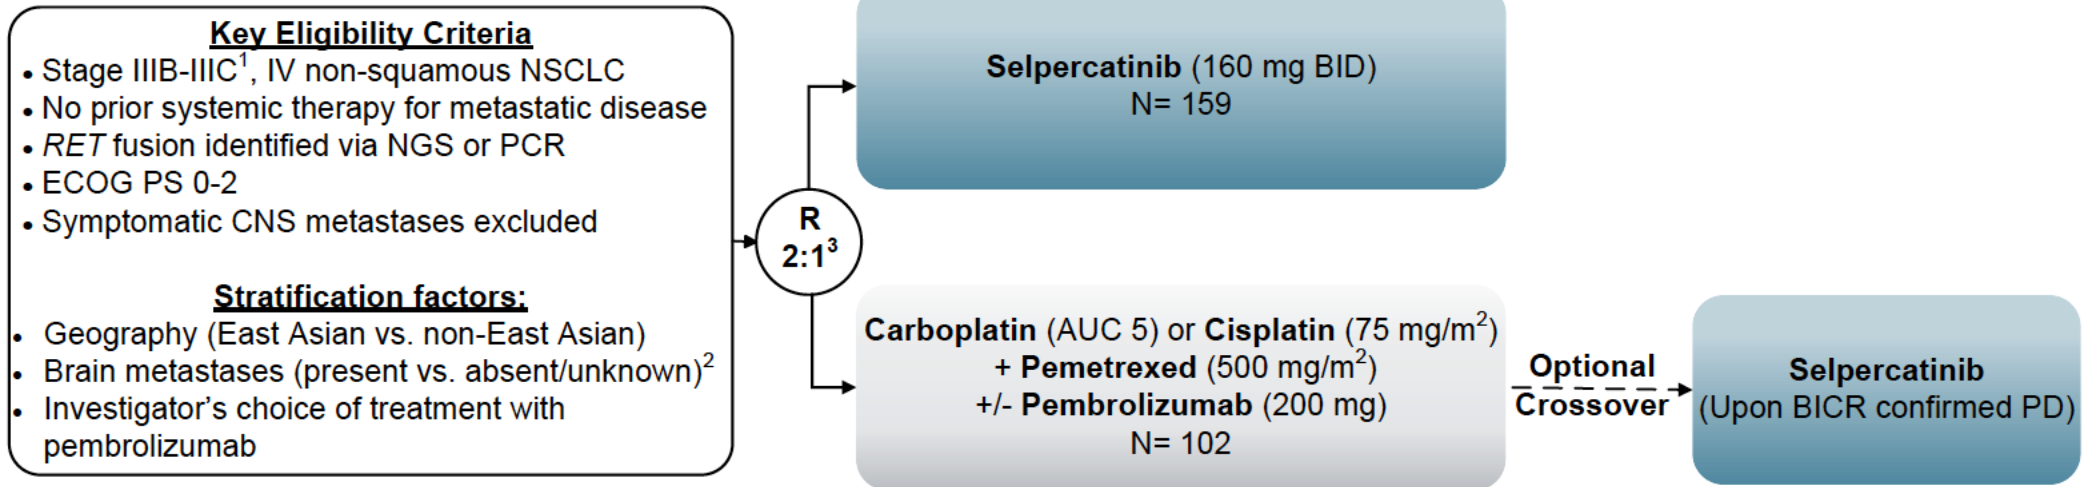 Key Eligibility Criteria
• Stage IIIB-IIIC¹, IV non-squamous NSCLC
• No prior systemic therapy for metastatic disease
• RET fusion identified via NGS or PCR
• ECOG PS 0-2
• Symptomatic CNS metastases excluded
Stratification factors:
• Geography (East Asian vs. non-East Asian)
• Brain metastases (present vs. absent/unknown)²
• Investigator's choice of treatment with
pembrolizumab
R
2:1³
Selpercatinib (160 mg BID)
N= 159
Carboplatin (AUC 5) or Cisplatin (75 mg/m²)
+ Pemetrexed (500 mg/m²)
+/- Pembrolizumab (200 mg)
N= 102
Optional
Crossover
Selpercatinib
(Upon BICR confirmed PD)